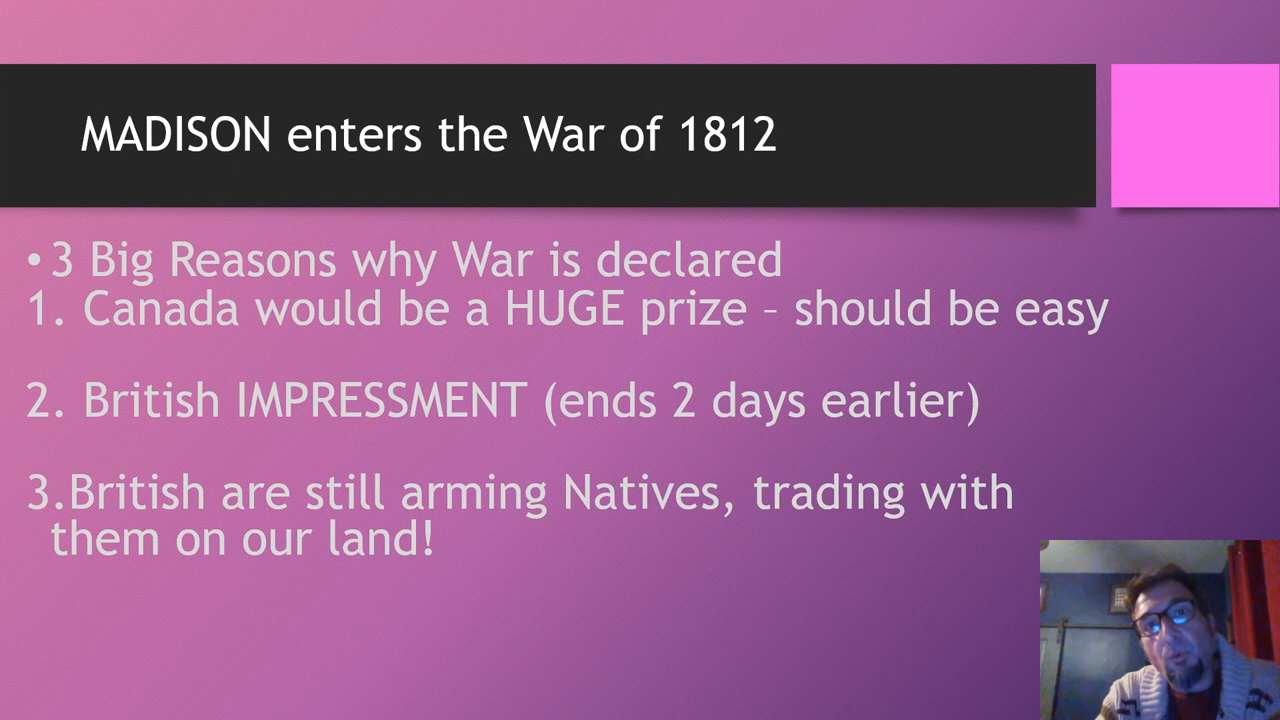 MADISON enters the War of 1812
• 3 Big Reasons why War is declared
1. Canada would be a HUGE prize – should be easy
2. British IMPRESSMENT (ends 2 days earlier)
3.British are still arming Natives, trading with
them on our land!